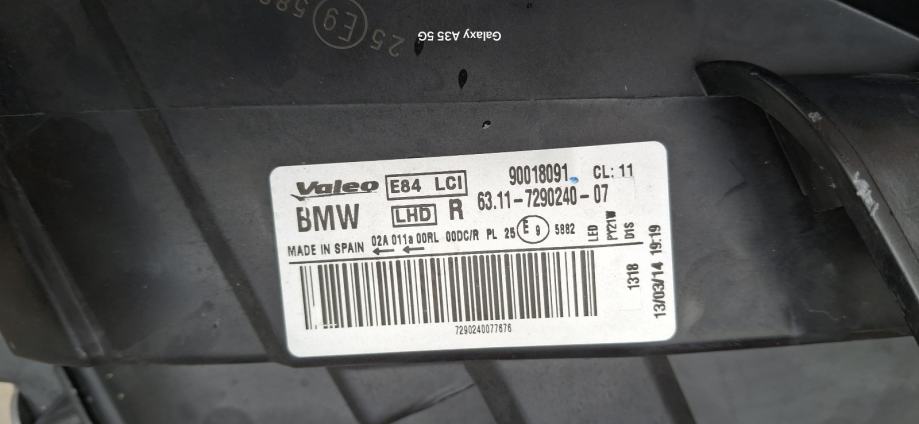 25 E9 588
Galaxy A35 5G
Valeo E84 LCI 90018091 CL: 11
BMW LHD R 63.11-7290240-07
MADE IN SPAIN 02A 011a 00RL 00DC/R PL 25 E 9 5882
LED
PY21W
D1S
1318
13/03/14 19:19
7290240077676